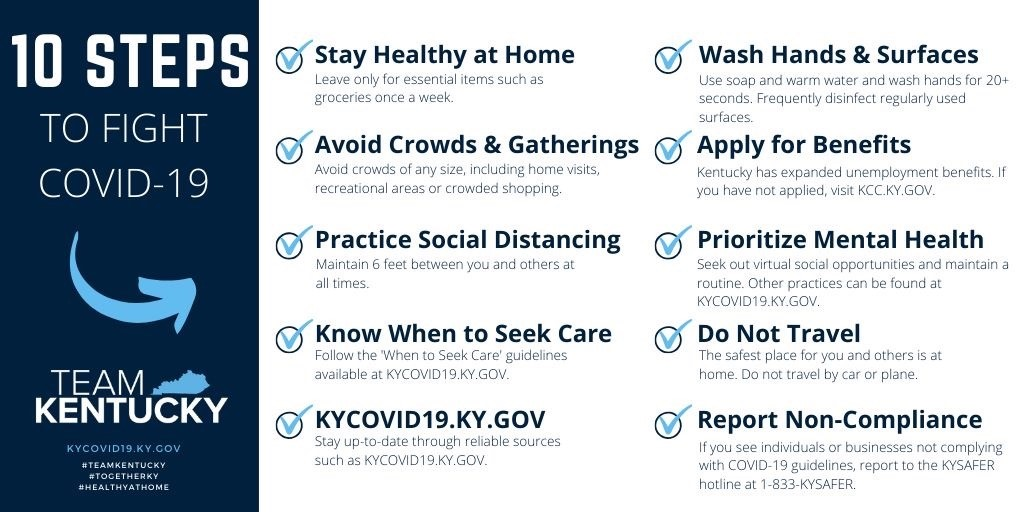 10 STEPS
TO FIGHT
COVID-19
TEAM
KENTUCKY
KYCOVID19.KY.GOV
#TEAMKENTUCKY
#TOGETHERKY
#HEALTHYATHOME
Stay Healthy at Home
Leave only for essential items such as
groceries once a week.
Avoid Crowds & Gatherings
Avoid crowds of any size, including home visits,
recreational areas or crowded shopping.
Practice Social Distancing
Maintain 6 feet between you and others at
all times.
Know When to Seek Care
Follow the 'When to Seek Care' guidelines
available at KYCOVID19.KY.GOV.
KYCOVID19.KY.GOV
Stay up-to-date through reliable sources
such as KYCOVID19.KY.GOV.
Wash Hands & Surfaces
Use soap and warm water and wash hands for 20+
seconds. Frequently disinfect regularly used
surfaces.
Apply for Benefits
Kentucky has expanded unemployment benefits. If
you have not applied, visit KCC.KY.GOV.
Prioritize Mental Health
Seek out virtual social opportunities and maintain a
routine. Other practices can be found at
KYCOVID19.KY.GOV.
Do Not Travel
The safest place for you and others is at
home. Do not travel by car or plane.
Report Non-Compliance
If you see individuals or businesses not complying
with COVID-19 guidelines, report to the KYSAFER
hotline at 1-833-KYSAFER.